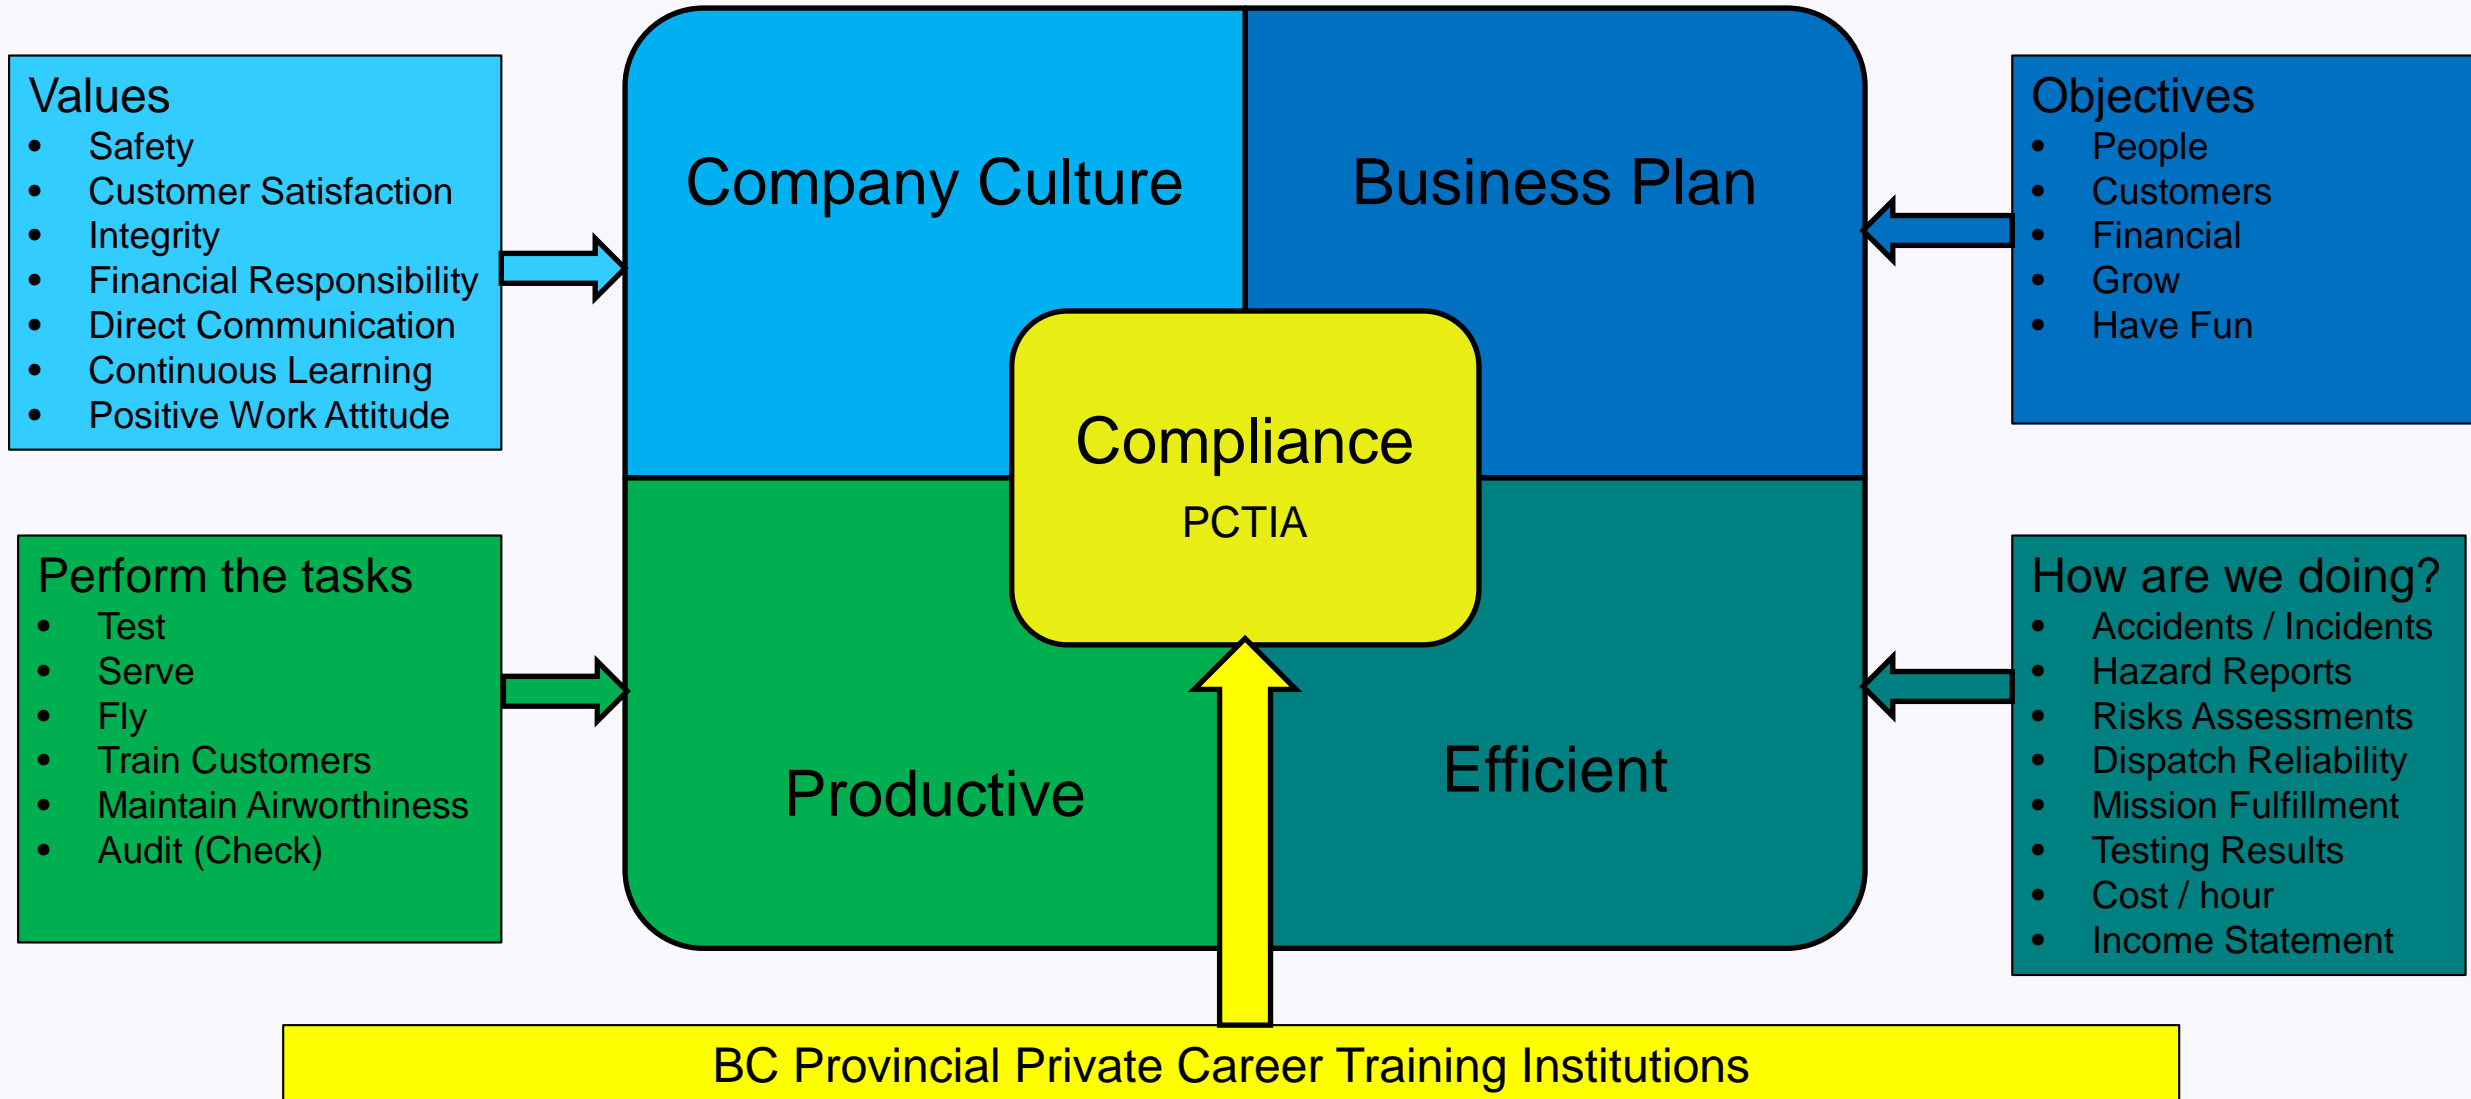 Values
• Safety
• Customer Satisfaction
• Integrity
• Financial Responsibility
• Direct Communication
• Continuous Learning
• Positive Work Attitude
Company Culture
Business Plan
Objectives
• People
• Customers
• Financial
• Grow
• Have Fun
Compliance
PCTIA
Perform the tasks
• Test
• Serve
• Fly
• Train Customers
• Maintain Airworthiness
• Audit (Check)
Productive
Efficient
How are we doing?
• Accidents / Incidents
• Hazard Reports
• Risks Assessments
• Dispatch Reliability
• Mission Fulfillment
• Testing Results
• Cost / hour
• Income Statement
BC Provincial Private Career Training Institutions